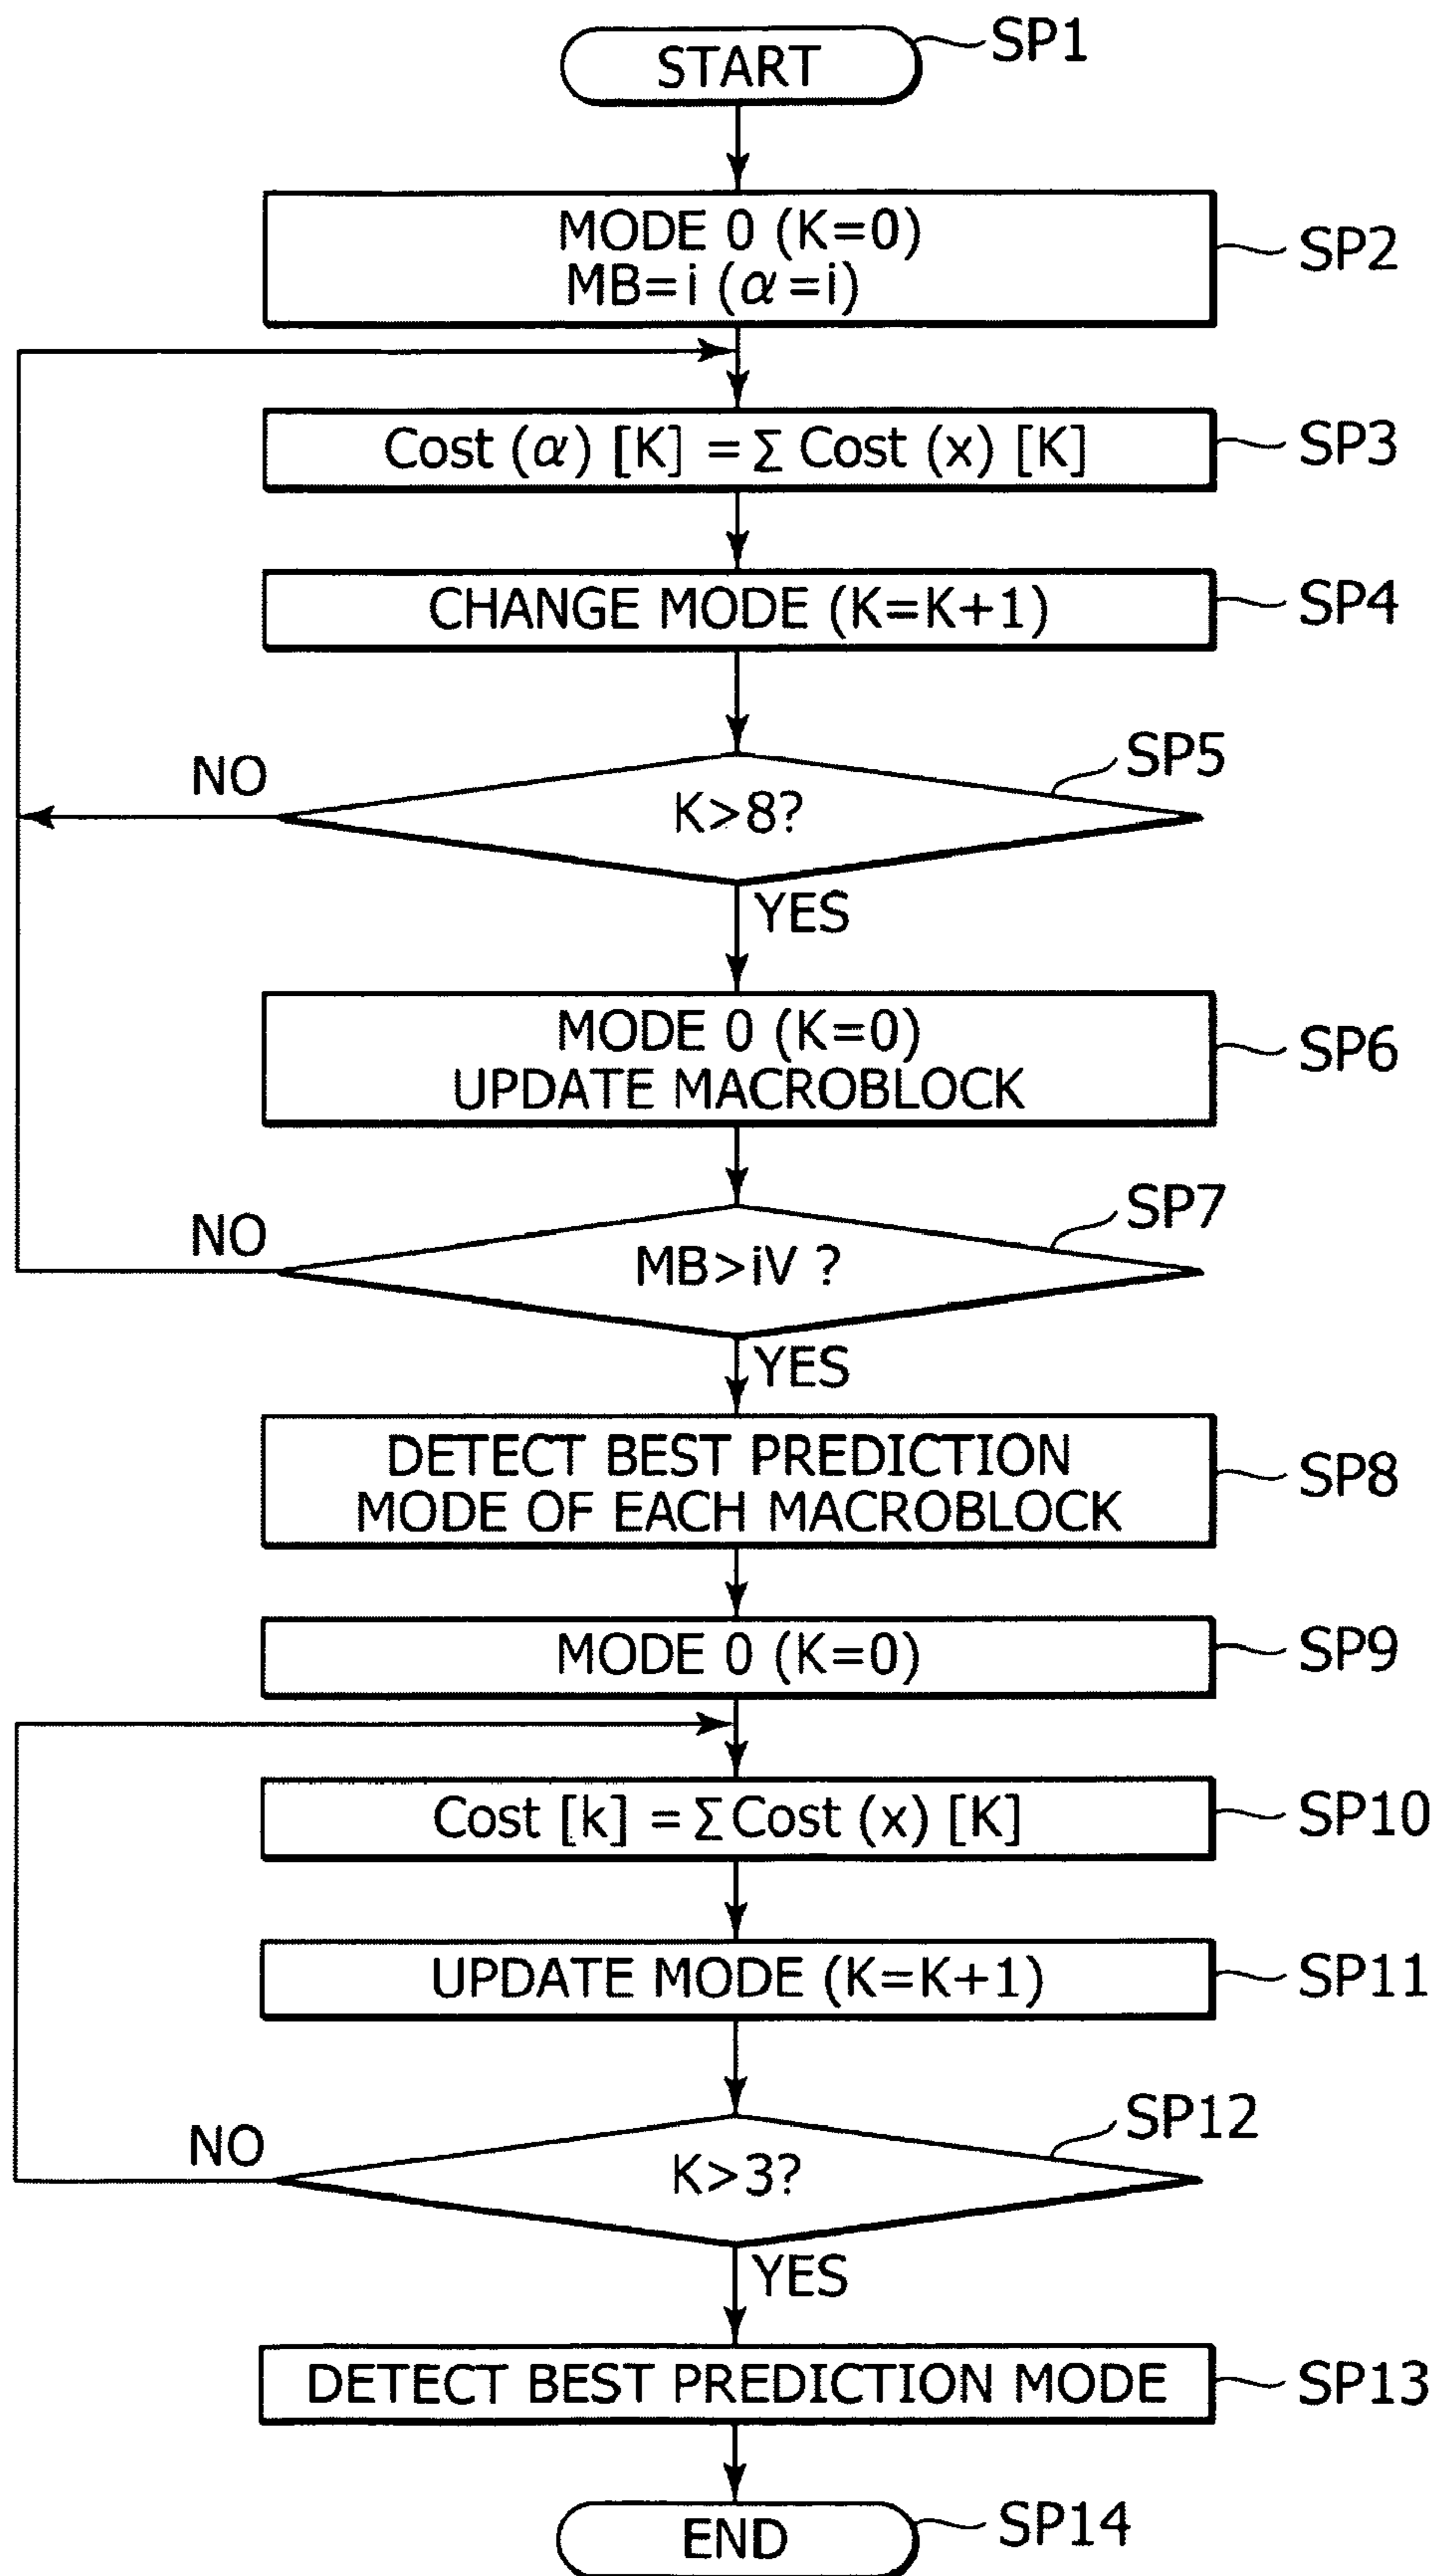 START
SP1
MODE 0 (K=0)
MB=i (α=i)
SP2
Cost (α) [K] = Σ Cost (x) [K]
SP3
CHANGE MODE (K=K+1)
SP4
K>8?
SP5
NO
YES
MODE 0 (K=0)
UPDATE MACROBLOCK
SP6
MB>iV ?
SP7
NO
YES
DETECT BEST PREDICTION
MODE OF EACH MACROBLOCK
SP8
MODE 0 (K=0)
SP9
Cost [k] = Σ Cost (x) [K]
SP10
UPDATE MODE (K=K+1)
SP11
K>3?
SP12
NO
YES
DETECT BEST PREDICTION MODE
SP13
END
SP14